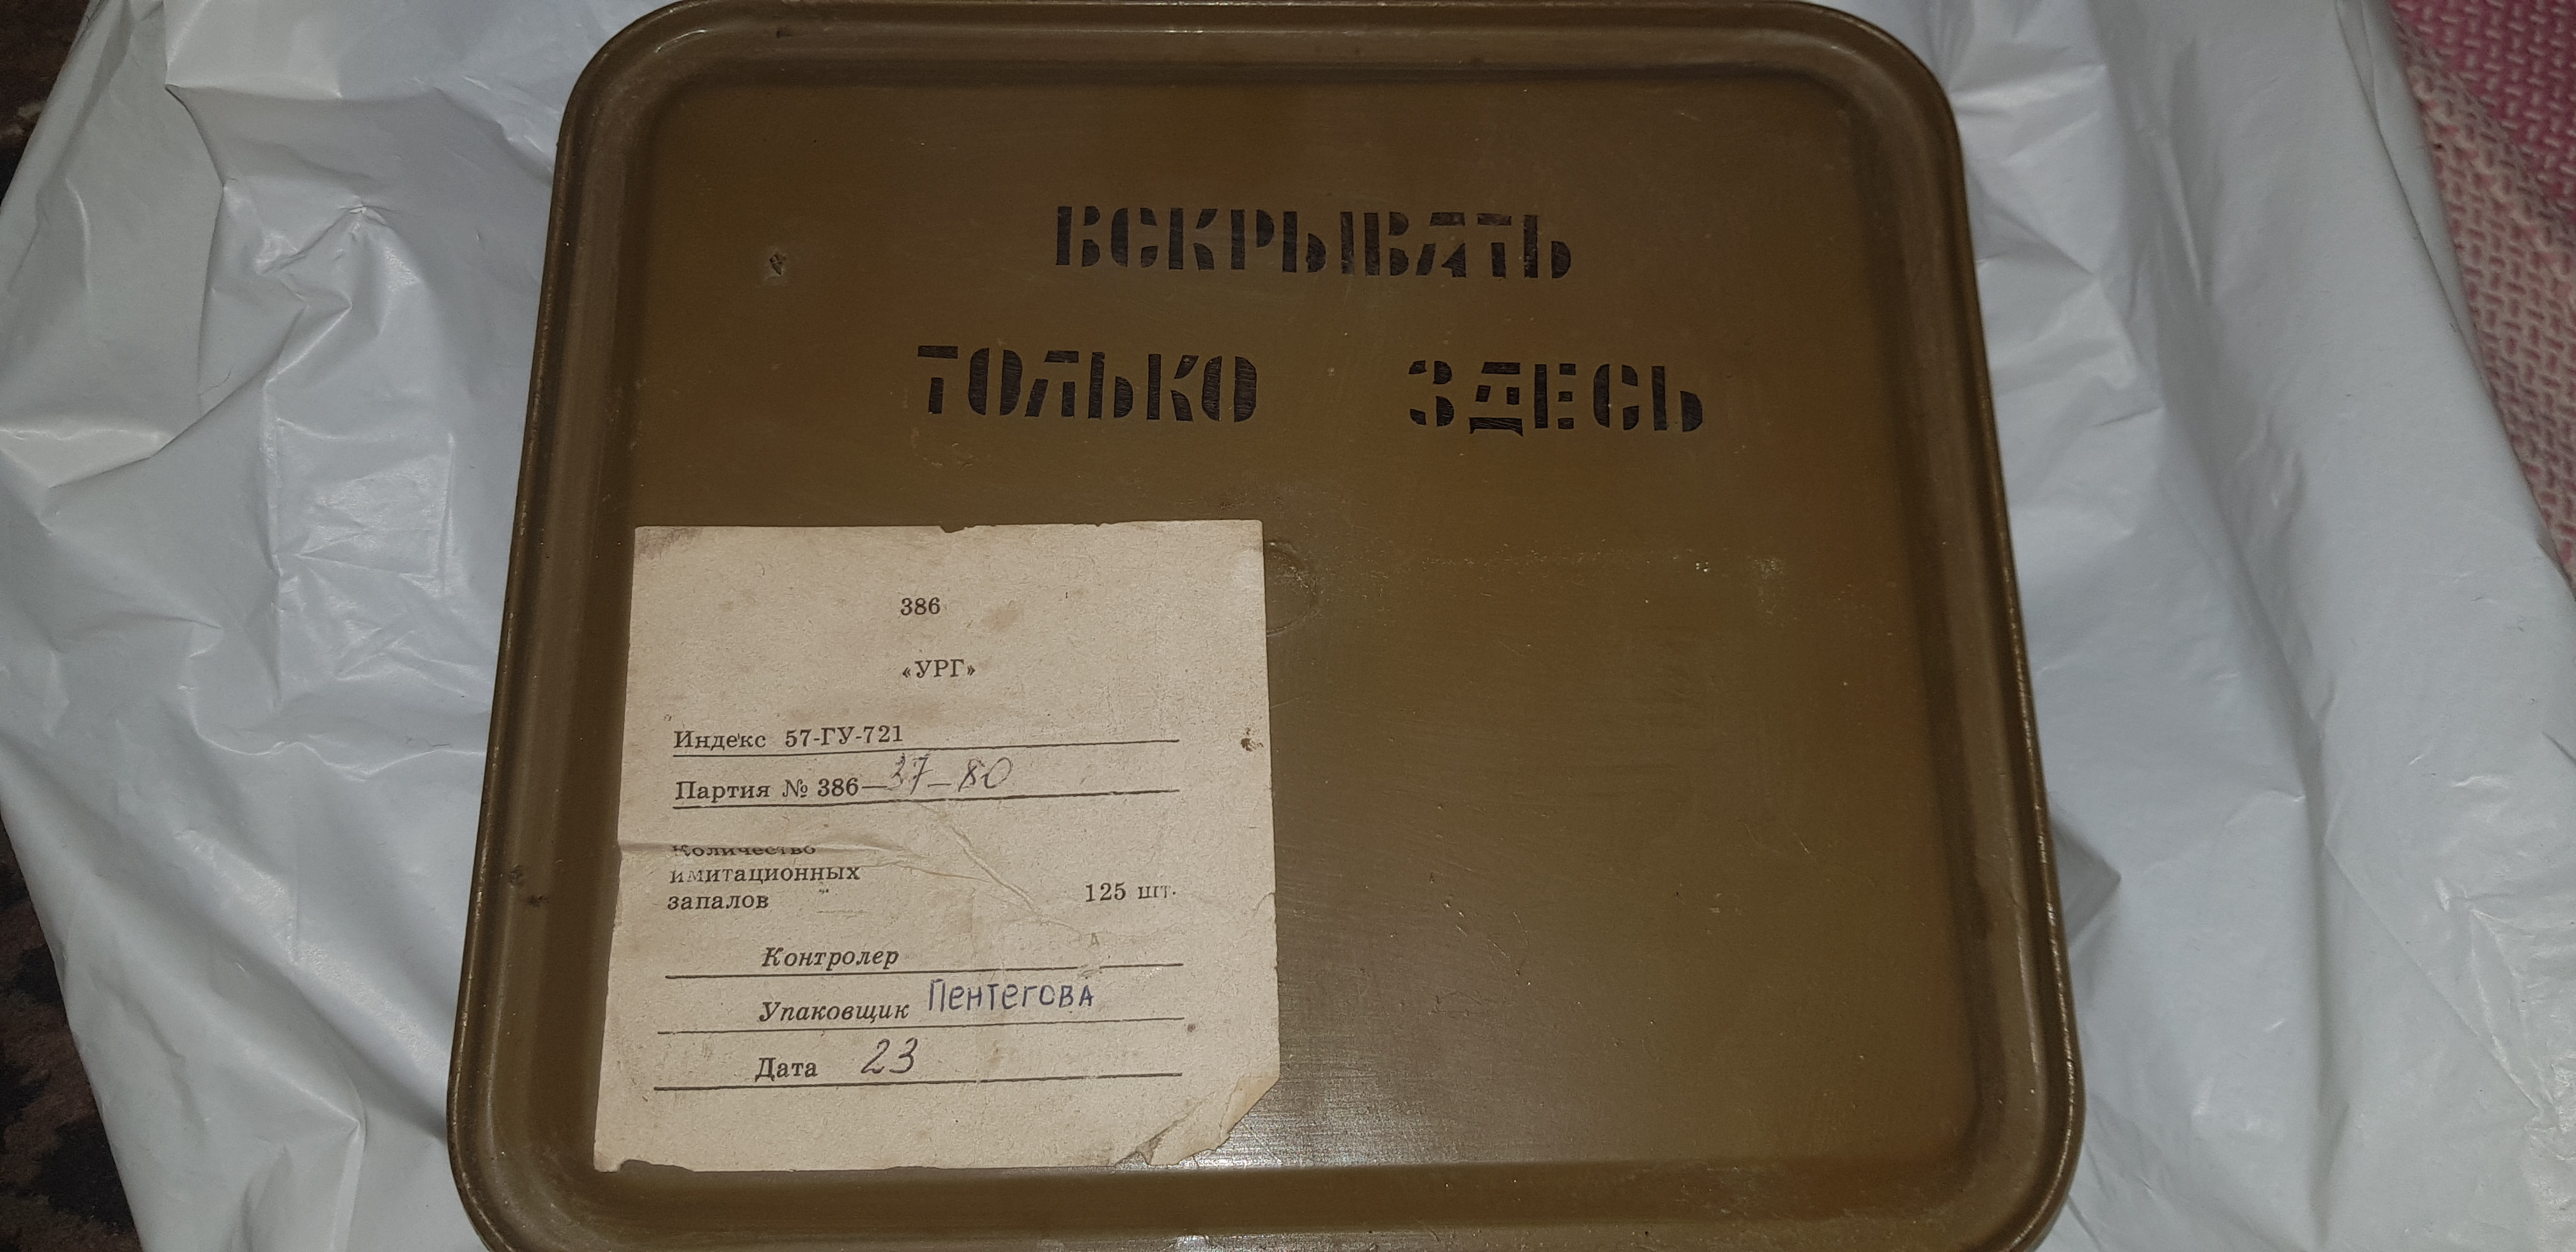 ВСКРЫВАТЬ
ТОЛЬКО ЗДЕСЬ
386
«УРГ»
Индекс 57-ГУ-721
Партия № 386—37—80
Количество
имитационных
запалов 125 шт.
Контролер
Упаковщик Пентегова
Дата 23